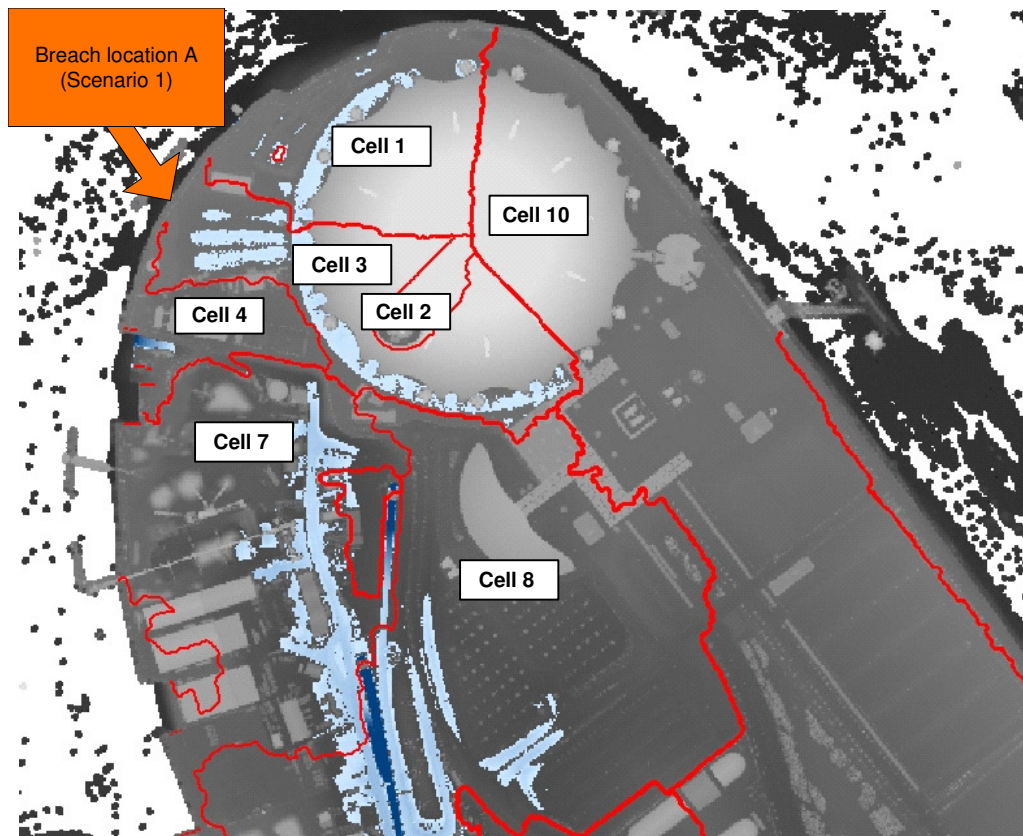 Breach location A
(Scenario 1)
Cell 1
Cell 10
Cell 3
Cell 2
Cell 4
Cell 7
Cell 8